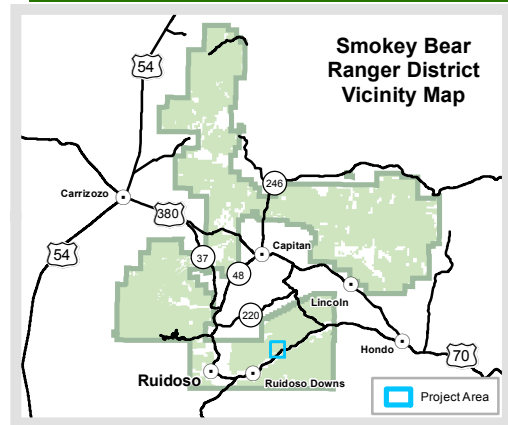 Smokey Bear
Ranger District
Vicinity Map
54
246
Carrizozo
380
Capitan
54
37
48
Lincoln
220
Hondo
70
Ruidoso
Ruidoso Downs
Project Area